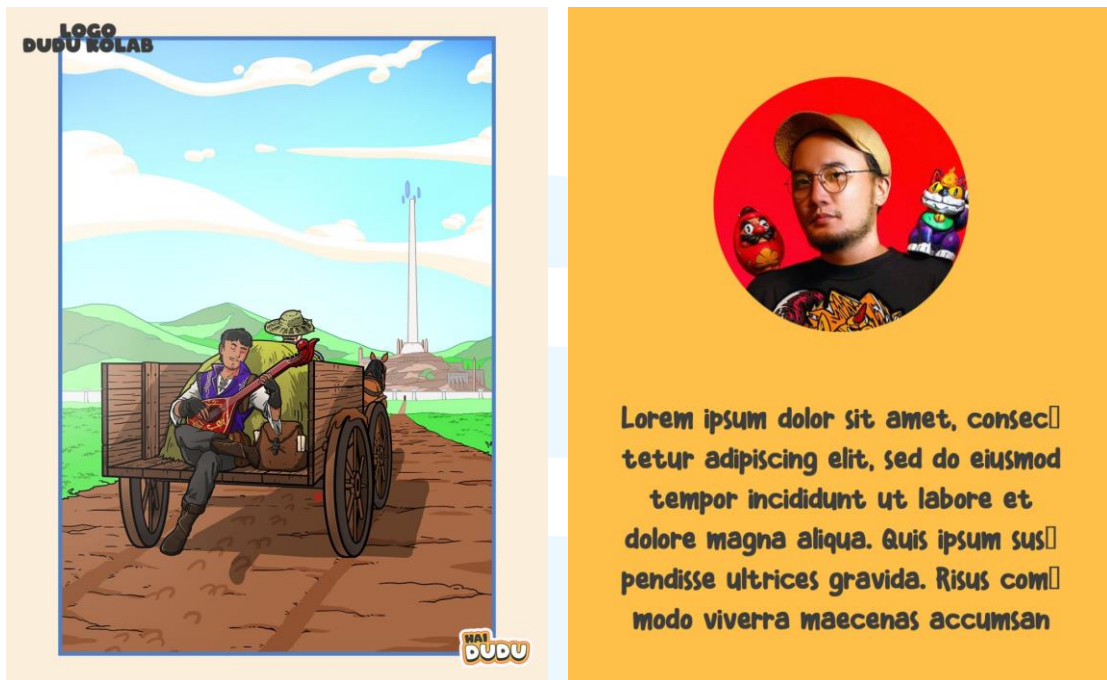 LOGO
DUDU KOLAB
HAI
DUDU
Lorem ipsum dolor sit amet, consec▯
tetur adipiscing elit, sed do eiusmod
tempor incididunt ut labore et
dolore magna aliqua. Quis ipsum sus▯
pendisse ultrices gravida. Risus com▯
modo viverra maecenas accumsan